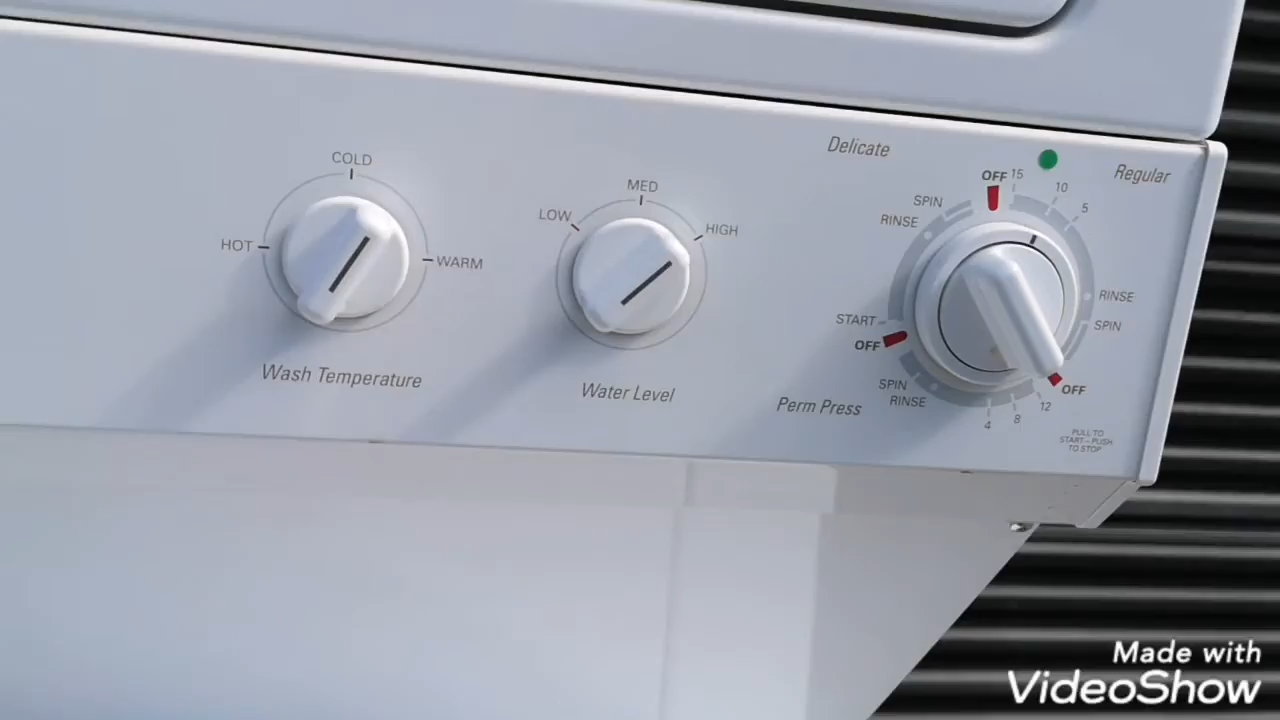 COLD
HOT
WARM
Wash Temperature
MED
LOW
HIGH
Water Level
Delicate
Regular
OFF
15
10
5
SPIN
RINSE
RINSE
SPIN
START
OFF
OFF
SPIN
RINSE
4
8
12
Perm Press
PULL TO
START - PUSH
TO STOP
Made with
VideoShow